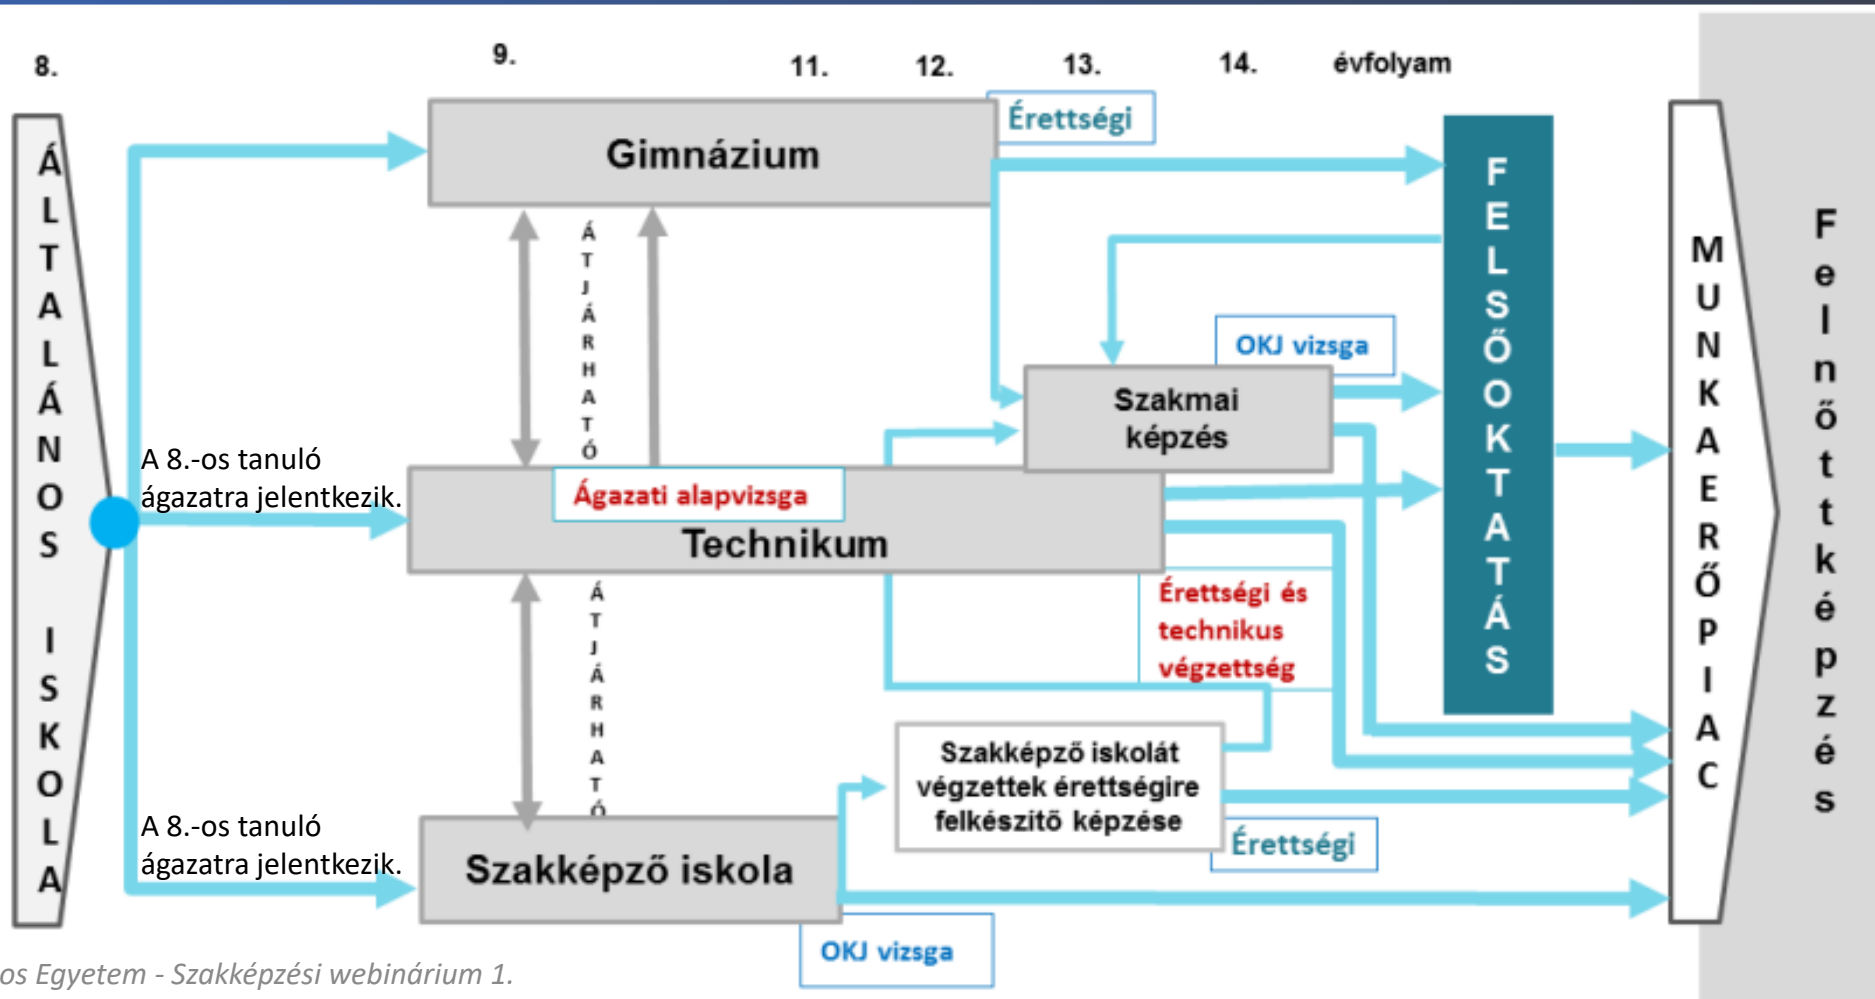 8.
9.
11.
12.
13.
14.
évfolyam
ÁLTALÁNOS ISKOLA
Gimnázium
Érettségi
ÁTJÁRHATÓ
FELSŐOKTATÁS
MUNKAERŐPIAC
Felnőttképzés
OKJ vizsga
Szakmai
képzés
A 8.-os tanuló
ágazatra jelentkezik.
Ágazati alapvizsga
Technikum
Érettségi és
technikus
végzettség
ÁTJÁRHATÓ
Szakképző iskolát
végzettek érettségire
felkészítő képzése
Érettségi
A 8.-os tanuló
ágazatra jelentkezik.
Szakképző iskola
OKJ vizsga
os Egyetem - Szakképzési webinárium 1.